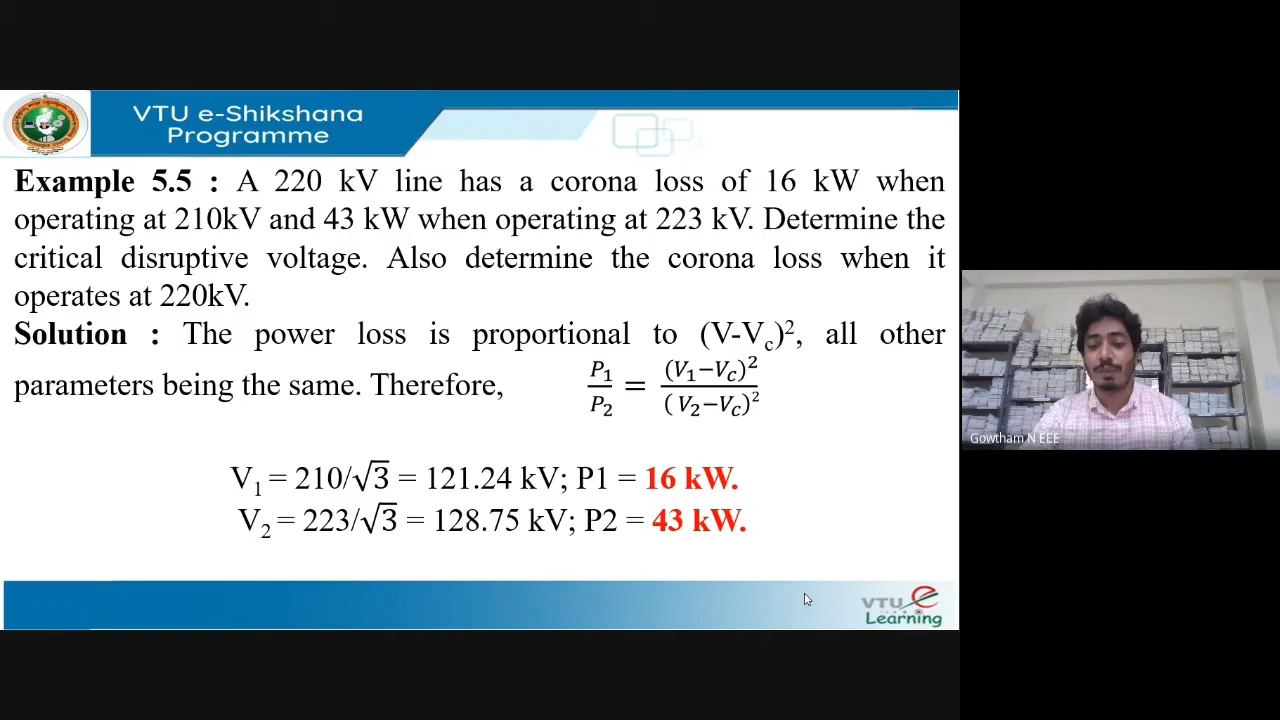 VTU e-Shikshana
Programme
Example 5.5 : A 220 kV line has a corona loss of 16 kW when
operating at 210kV and 43 kW when operating at 223 kV. Determine the
critical disruptive voltage. Also determine the corona loss when it
operates at 220kV.
Solution : The power loss is proportional to (V-Vc)², all other
parameters being the same. Therefore, P₁/P₂ = (V₁−V_C)²/( V₂−V_C)²
V₁ = 210/√3 = 121.24 kV; P1 = 16 kW.
V₂ = 223/√3 = 128.75 kV; P2 = 43 kW.
Gowtham N EEE
VTU e
Learning